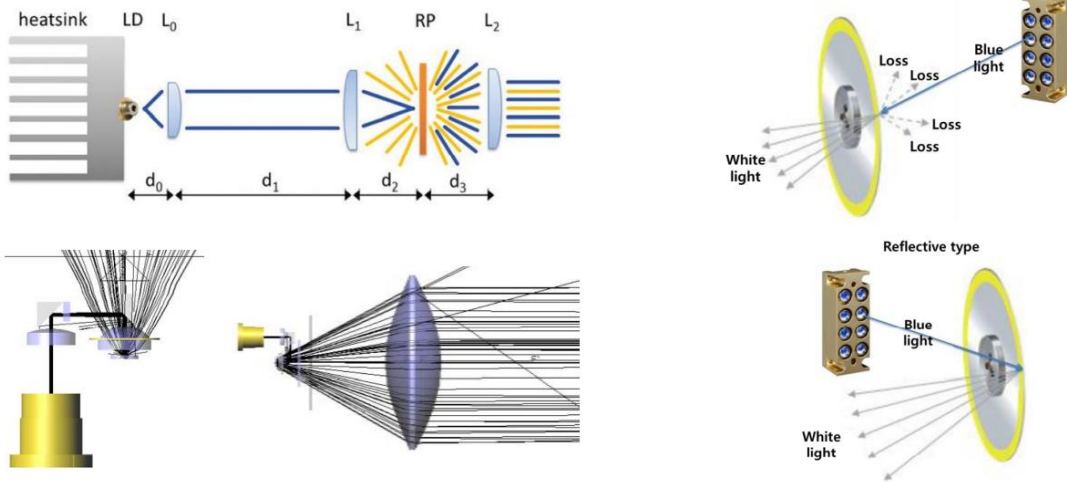 heatsink LD L0 L1 RP L2
d0 d1 d2 d3
Blue
light
Loss
Loss
Loss
Loss
White
light
Reflective type
Blue
light
White
light